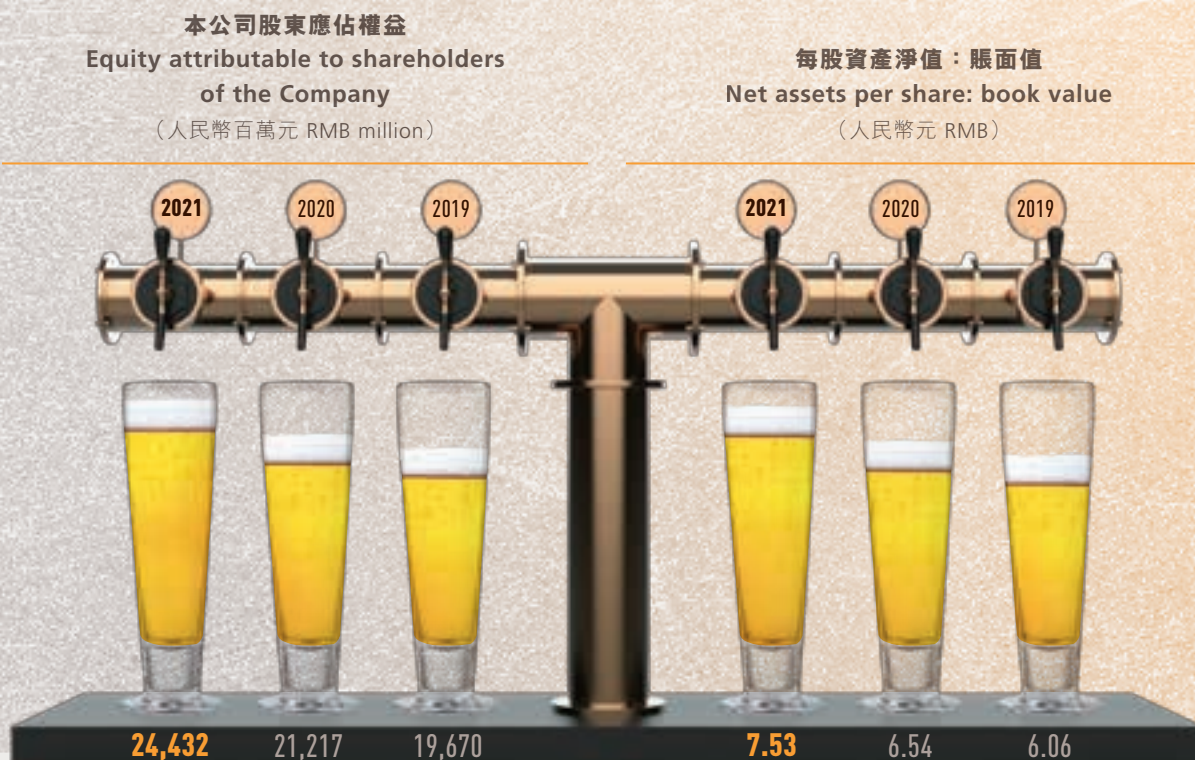 本公司股東應佔權益
Equity attributable to shareholders
of the Company
（人民幣百萬元 RMB million）
2021
2020
2019
24,432
21,217
19,670
每股資產淨值：賬面值
Net assets per share: book value
（人民幣元 RMB）
2021
2020
2019
7.53
6.54
6.06